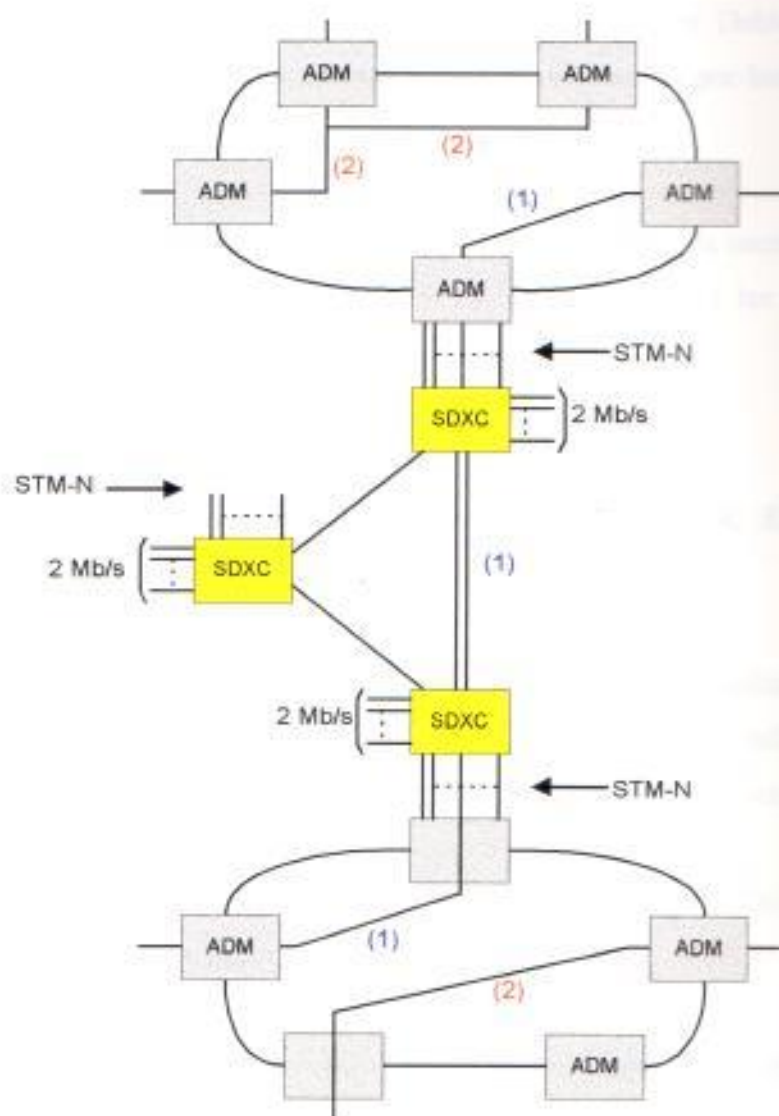 ADM
ADM
(2)
(2)
ADM
(1)
ADM
ADM
STM-N
SDXC
2 Mb/s
STM-N
2 Mb/s
SDXC
(1)
2 Mb/s
SDXC
STM-N
ADM
(1)
ADM
(2)
ADM